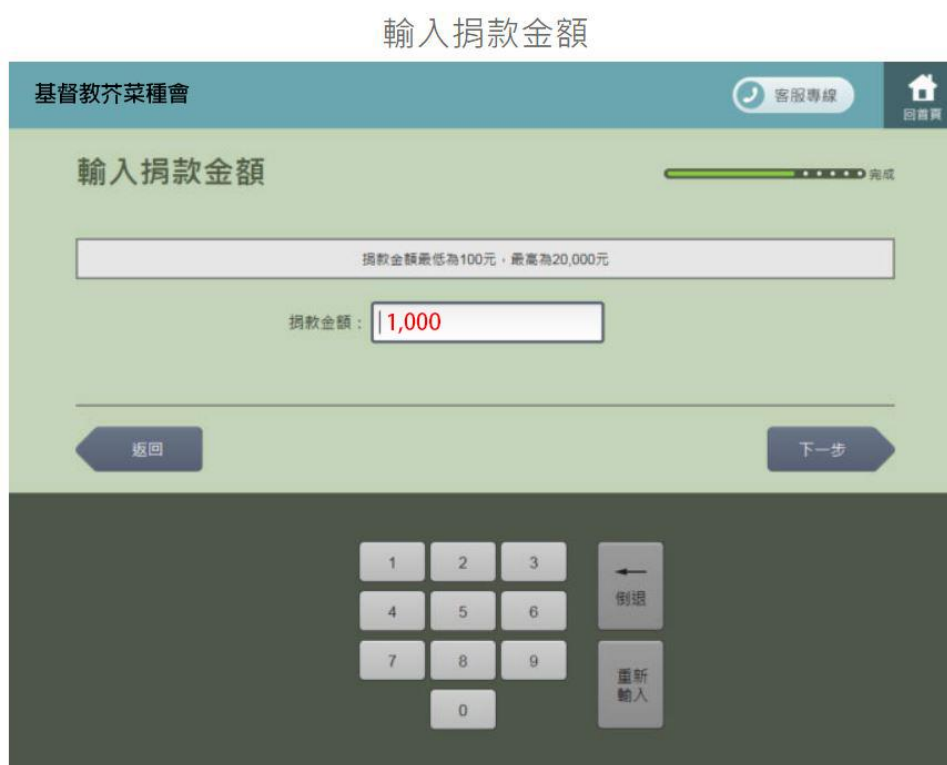 輸入捐款金額
基督教芥菜種會
客服專線
回首頁
輸入捐款金額
完成
捐款金額最低為100元，最高為20,000元
捐款金額：
1,000
返回
下一步
1 2 3
倒退
4 5 6
7 8 9
重新
輸入
0